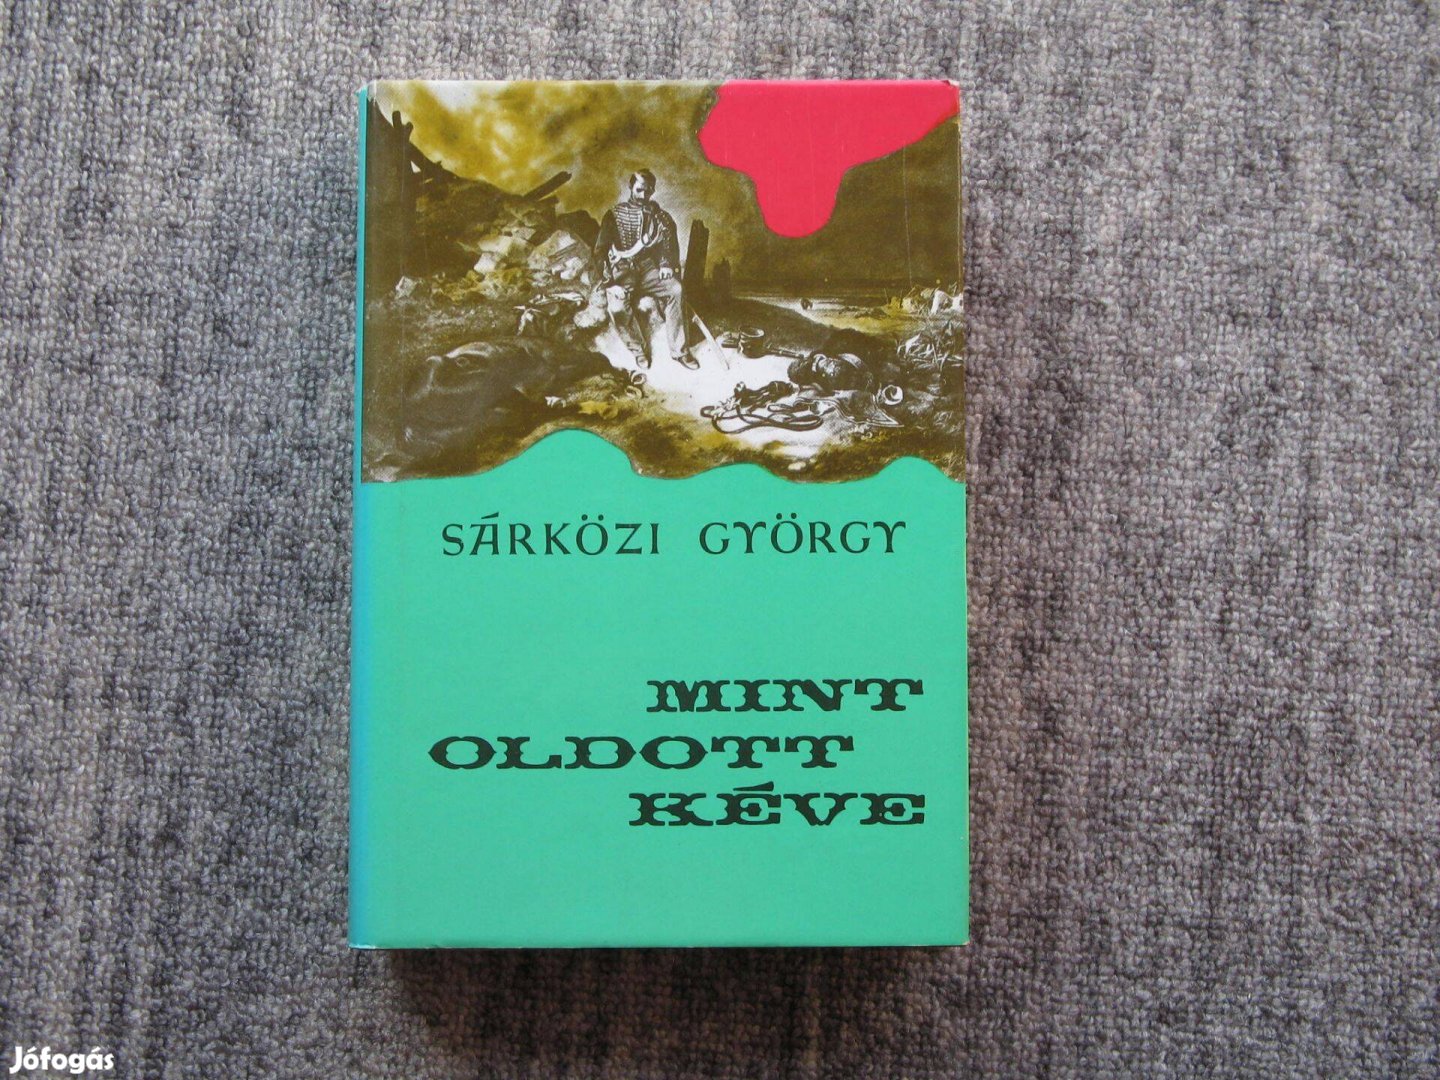 SÁRKÖZI GYÖRGY
MINT
OLDOTT
KÉVE
Jófogás